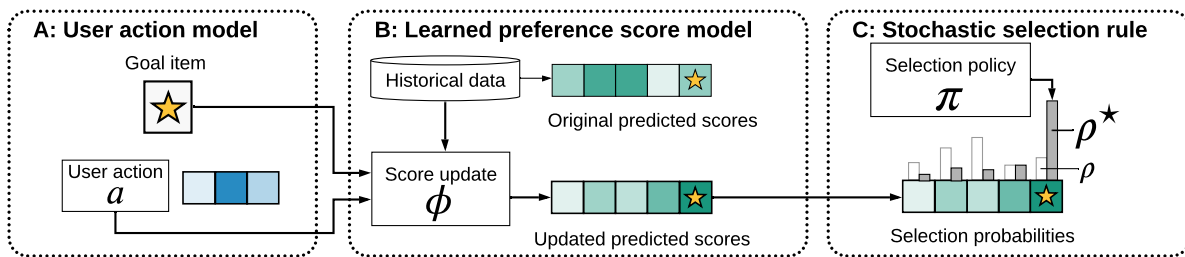 A: User action model
Goal item
User action
a
B: Learned preference score model
Historical data
Original predicted scores
Score update
ϕ
Updated predicted scores
C: Stochastic selection rule
Selection policy
π
ρ★
ρ
Selection probabilities